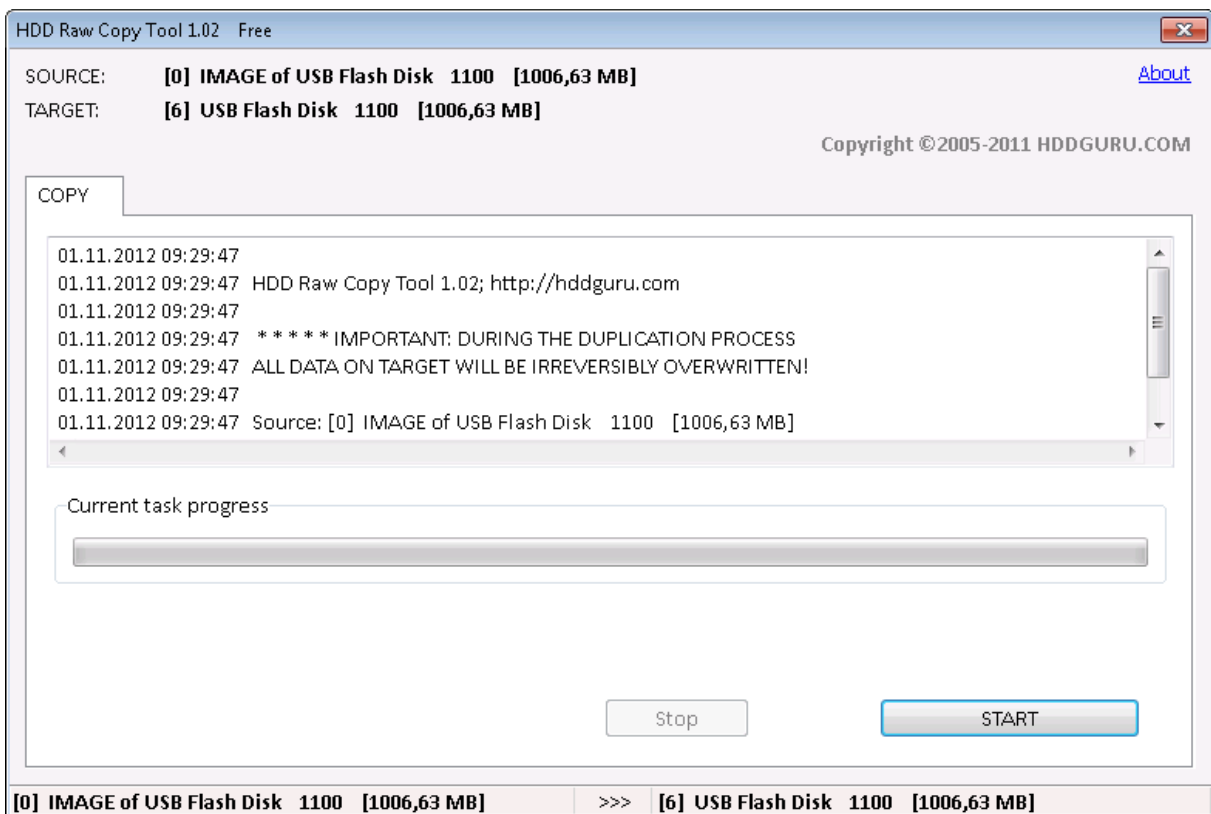 HDD Raw Copy Tool 1.02 Free
SOURCE: [0] IMAGE of USB Flash Disk 1100 [1006,63 MB]
About
TARGET: [6] USB Flash Disk 1100 [1006,63 MB]
Copyright ©2005-2011 HDDGURU.COM
COPY
01.11.2012 09:29:47
01.11.2012 09:29:47 HDD Raw Copy Tool 1.02; http://hddguru.com
01.11.2012 09:29:47
01.11.2012 09:29:47 * * * * * IMPORTANT: DURING THE DUPLICATION PROCESS
01.11.2012 09:29:47 ALL DATA ON TARGET WILL BE IRREVERSIBLY OVERWRITTEN!
01.11.2012 09:29:47
01.11.2012 09:29:47 Source: [0] IMAGE of USB Flash Disk 1100 [1006,63 MB]
Current task progress
Stop START
[0] IMAGE of USB Flash Disk 1100 [1006,63 MB] >>> [6] USB Flash Disk 1100 [1006,63 MB]